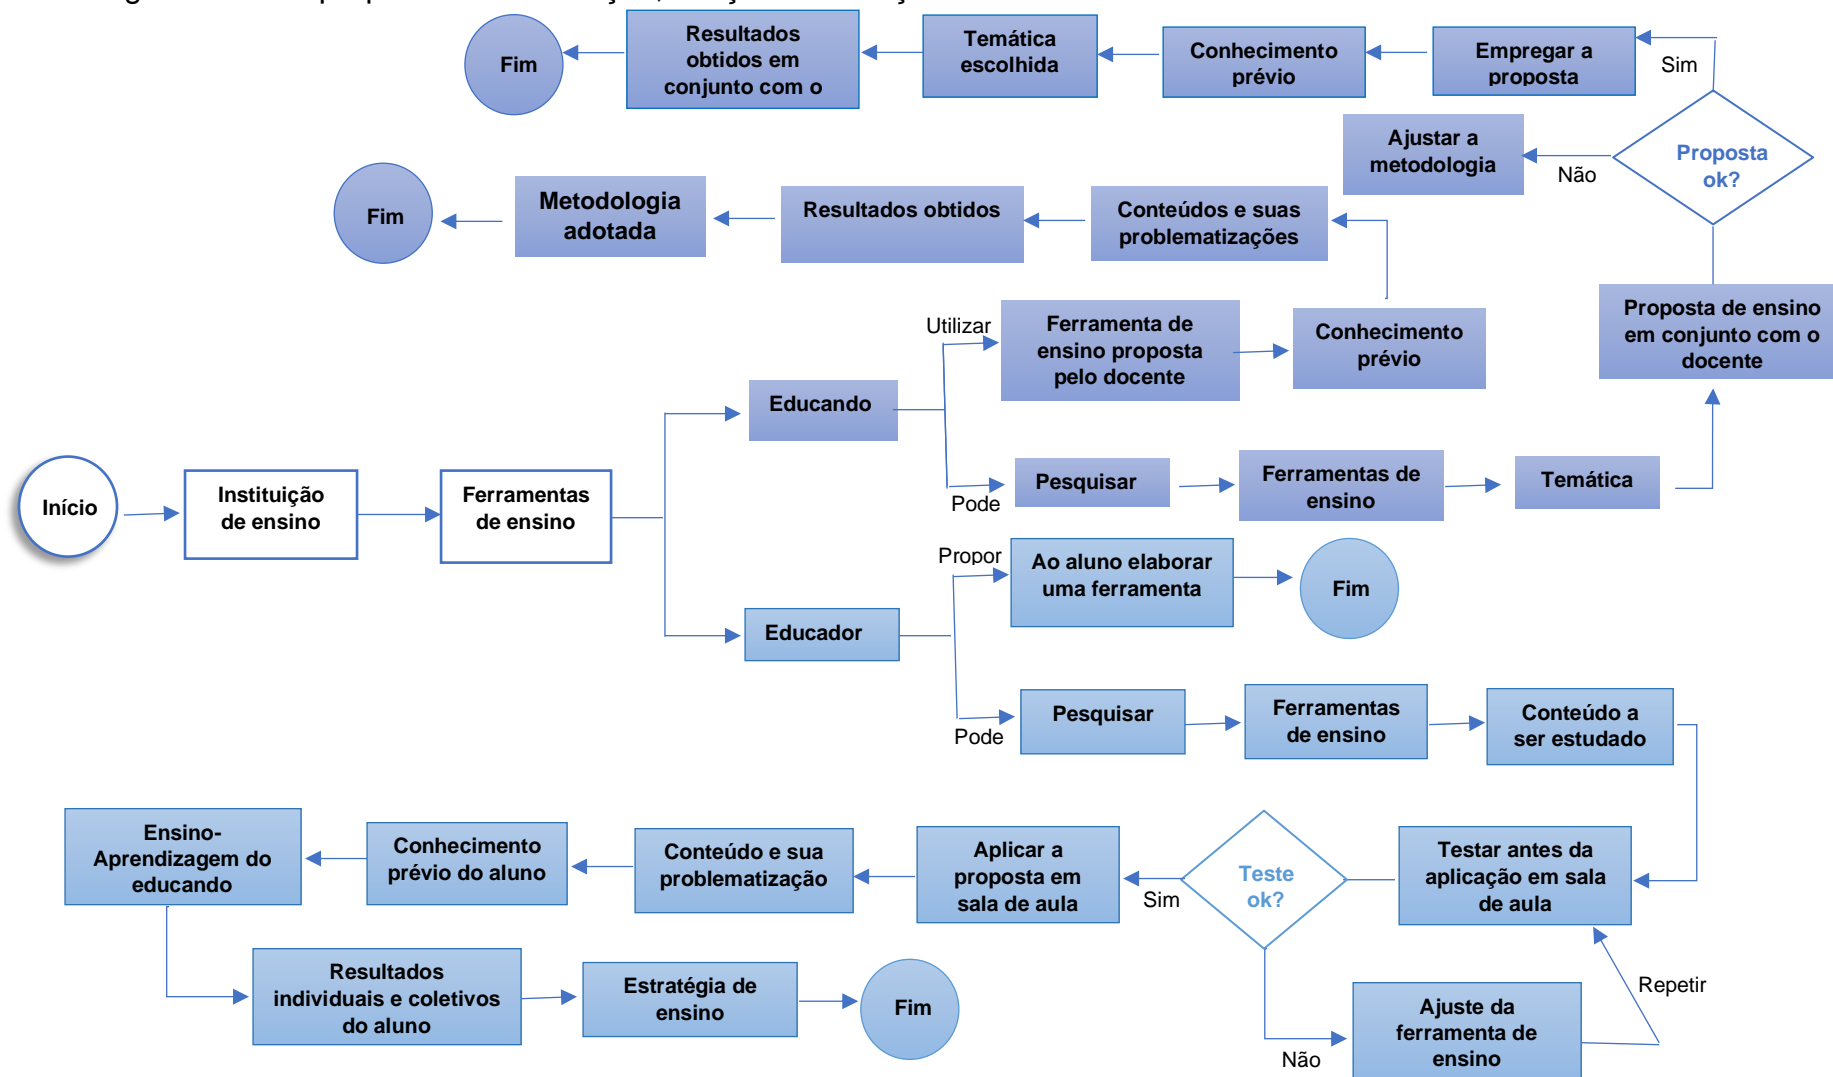 Resultados
obtidos em
conjunto com o
Temática
escolhida
Conhecimento
prévio
Empregar a
proposta
Fim
Sim
Ajustar a
metodologia
Não
Proposta
ok?
Fim
Metodologia
adotada
Resultados obtidos
Conteúdos e suas
problematizações
Proposta de ensino
em conjunto com o
docente
Utilizar
Ferramenta de
ensino proposta
pelo docente
Conhecimento
prévio
Educando
Pode
Pesquisar
Ferramentas de
ensino
Temática
Início
Instituição
de ensino
Ferramentas
de ensino
Propor
Ao aluno elaborar
uma ferramenta
Fim
Educador
Pode
Pesquisar
Ferramentas
de ensino
Conteúdo a
ser estudado
Ensino-
Aprendizagem do
educando
Conhecimento
prévio do aluno
Conteúdo e sua
problematização
Aplicar a
proposta em
sala de aula
Sim
Teste
ok?
Testar antes da
aplicação em sala
de aula
Resultados
individuais e coletivos
do aluno
Estratégia de
ensino
Fim
Não
Ajuste da
ferramenta de
ensino
Repetir